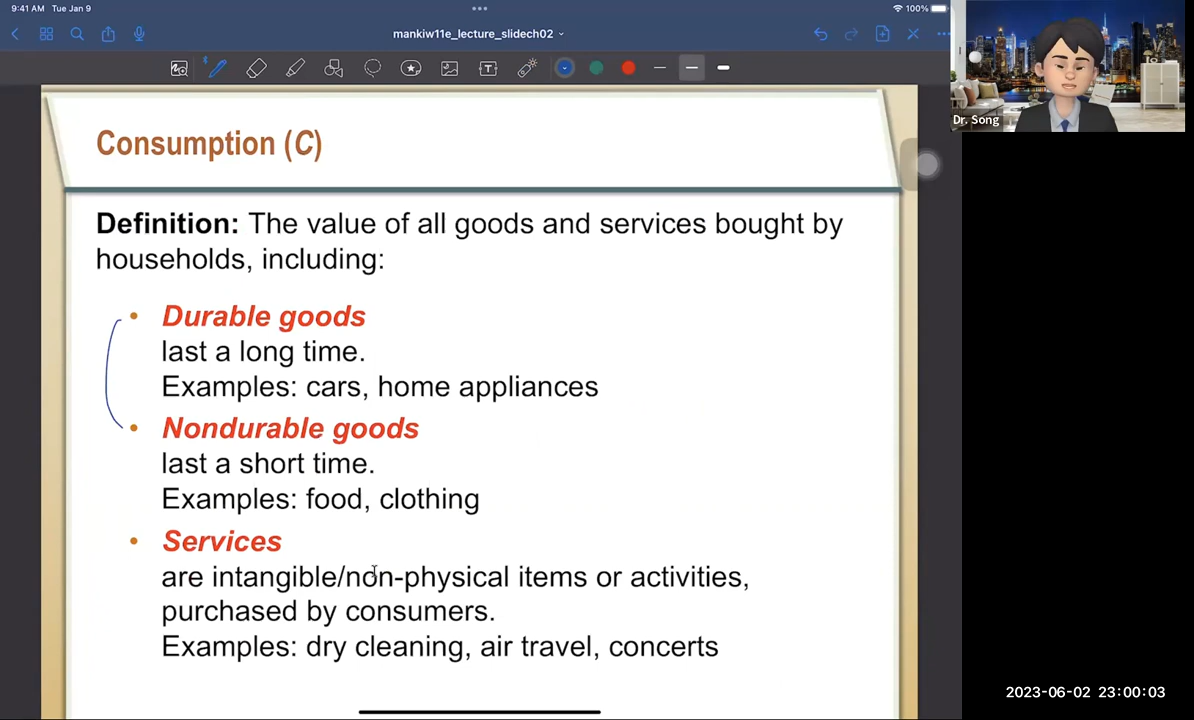 9:41 AM Tue Jan 9
100%
mankiw11e_lecture_slidech02
Dr. Song
Consumption (C)
Definition: The value of all goods and services bought by
households, including:
• Durable goods
last a long time.
Examples: cars, home appliances
• Nondurable goods
last a short time.
Examples: food, clothing
• Services
are intangible/non-physical items or activities,
purchased by consumers.
Examples: dry cleaning, air travel, concerts
2023-06-02 23:00:03